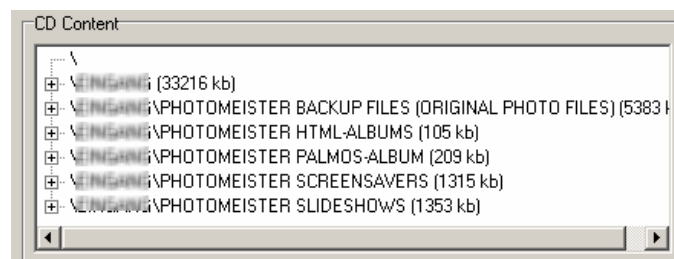 CD Content
\
\ (33216 kb)
\PHOTOMEISTER BACKUP FILES (ORIGINAL PHOTO FILES) (5383
\PHOTOMEISTER HTML-ALBUMS (105 kb)
\PHOTOMEISTER PALMOS-ALBUM (209 kb)
\PHOTOMEISTER SCREENSAVERS (1315 kb)
\PHOTOMEISTER SLIDESHOWS (1353 kb)